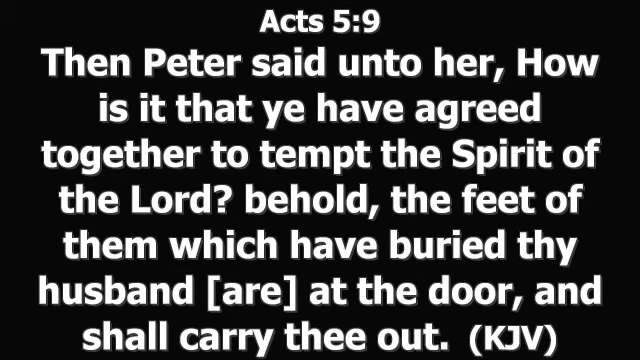 Acts 5:9
Then Peter said unto her, How
is it that ye have agreed
together to tempt the Spirit of
the Lord? behold, the feet of
them which have buried thy
husband [are] at the door, and
shall carry thee out. (KJV)